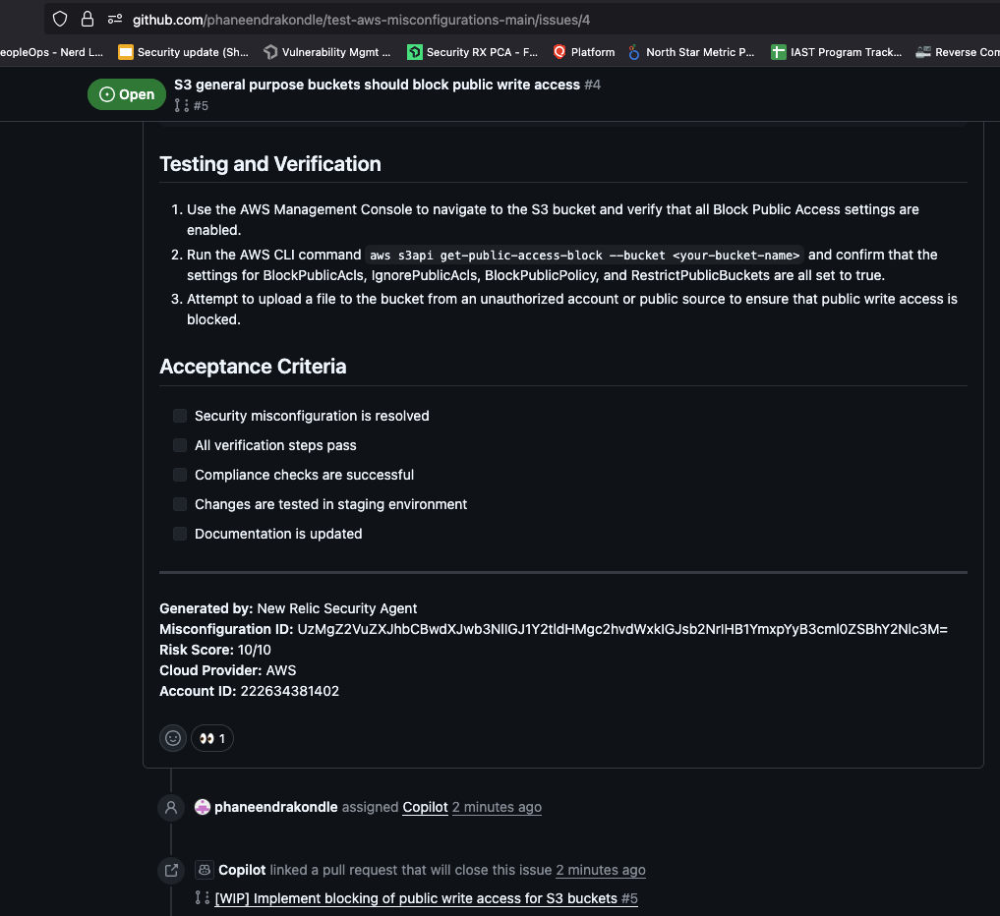 github.com/phaneendrakondle/test-aws-misconfigurations-main/issues/4
eopleOps - Nerd L... Security update (Sh... Vulnerability Mgmt ... Security RX PCA - F... Platform North Star Metric P... IAST Program Track... Reverse Con
Open
S3 general purpose buckets should block public write access #4
#5
Testing and Verification
1. Use the AWS Management Console to navigate to the S3 bucket and verify that all Block Public Access settings are
enabled.
2. Run the AWS CLI command aws s3api get-public-access-block --bucket <your-bucket-name> and confirm that the
settings for BlockPublicAcls, IgnorePublicAcls, BlockPublicPolicy, and RestrictPublicBuckets are all set to true.
3. Attempt to upload a file to the bucket from an unauthorized account or public source to ensure that public write access is
blocked.
Acceptance Criteria
Security misconfiguration is resolved
All verification steps pass
Compliance checks are successful
Changes are tested in staging environment
Documentation is updated
Generated by: New Relic Security Agent
Misconfiguration ID: UzMgZ2VuZXJhbCBwdXJwb3NlIGJ1Y2tldHMgc2hvdWxkIGJsb2NrIHB1YmxpYyB3cml0ZSBhY2Nlc3M=
Risk Score: 10/10
Cloud Provider: AWS
Account ID: 222634381402
👀 1
phaneendrakondle assigned Copilot 2 minutes ago
Copilot linked a pull request that will close this issue 2 minutes ago
[WIP] Implement blocking of public write access for S3 buckets #5